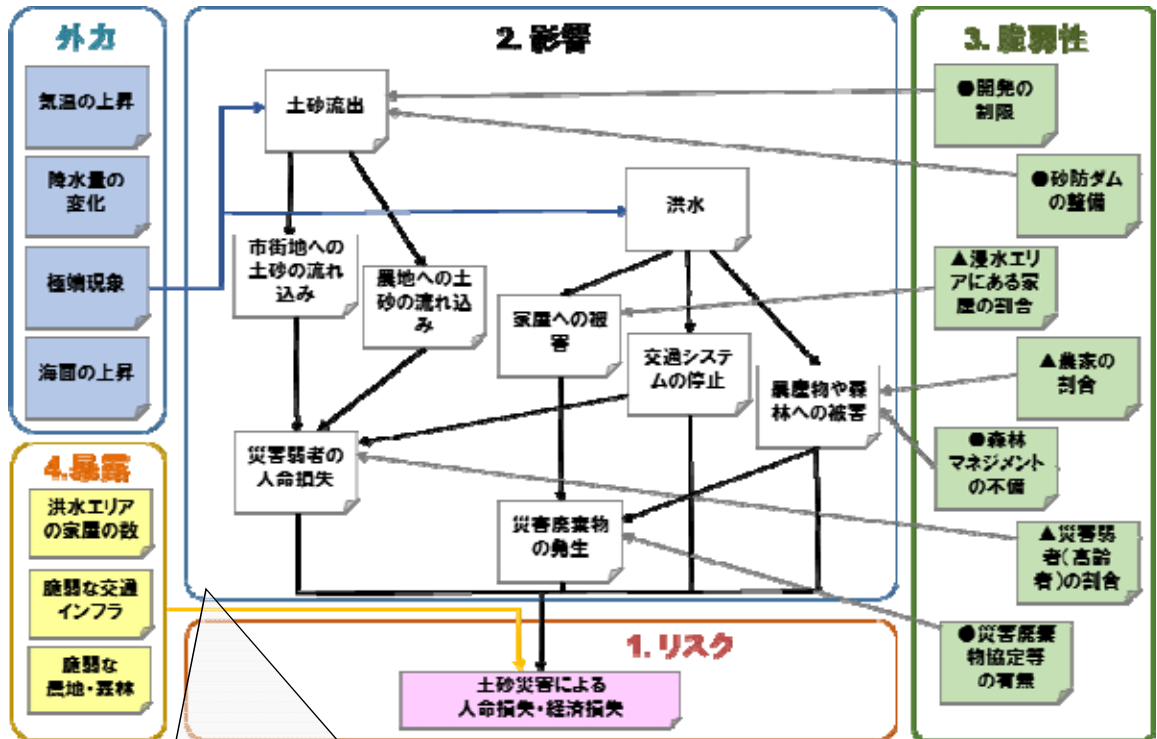 外力
気温の上昇
降水量の
変化
極端現象
海面の上昇
4.暴露
洪水エリア
の家屋の数
脆弱な交通
インフラ
脆弱な
農地・森林
2. 影響
土砂流出
洪水
市街地への
土砂の流れ
込み
農地への土
砂の流れ込
み
家屋への被
害
交通システ
ムの停止
農産物や森
林への被害
災害弱者の
人命損失
災害廃棄物
の発生
1. リスク
土砂災害による
人命損失・経済損失
3. 脆弱性
●開発の
制限
●砂防ダム
の整備
▲浸水エリ
アにある家
屋の割合
▲農家の
割合
●森林
マネジメント
の不備
▲災害弱
者(高齢
者)の割合
●災害廃棄
物協定等
の有無